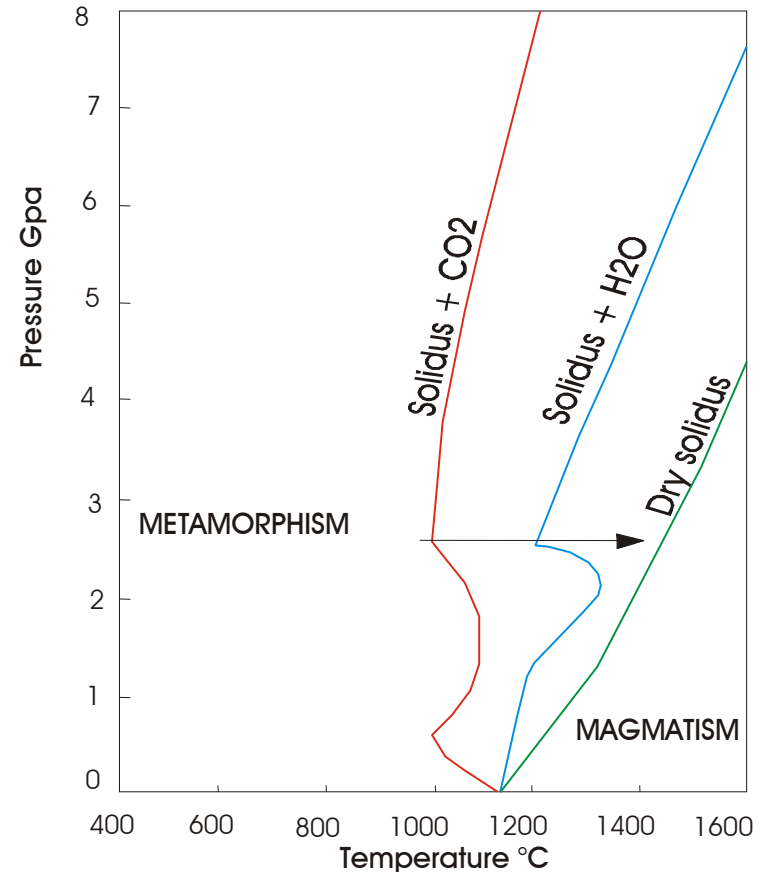 8
7
6
5
4
3
2
1
0
Pressure Gpa
Solidus + CO2
Solidus + H2O
Dry solidus
METAMORPHISM
MAGMATISM
400 600 800 1000 1200 1400 1600
Temperature °C